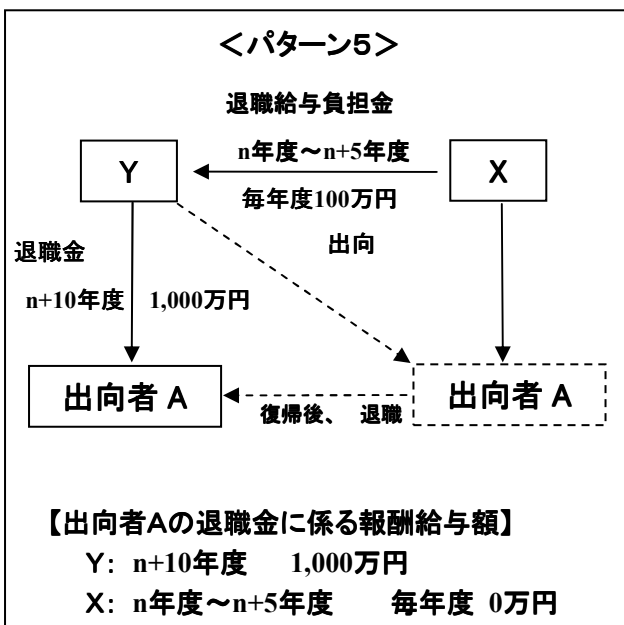 ＜パターン５＞
退職給与負担金
n年度～n+5年度
Y
X
毎年度100万円
出向
退職金
n+10年度 1,000万円
出向者 A
復帰後、 退職
出向者 A
【出向者Aの退職金に係る報酬給与額】
Y： n+10年度 1,000万円
X： n年度～n+5年度 毎年度 0万円